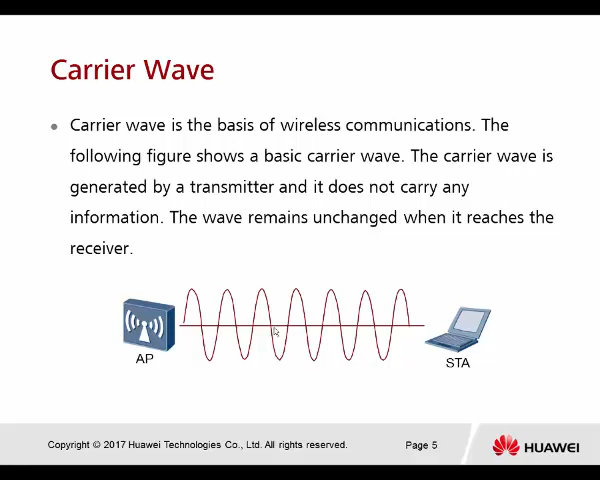 Carrier Wave
Carrier wave is the basis of wireless communications. The
following figure shows a basic carrier wave. The carrier wave is
generated by a transmitter and it does not carry any
information. The wave remains unchanged when it reaches the
receiver.
AP
STA
Copyright © 2017 Huawei Technologies Co., Ltd. All rights reserved.
Page 5
HUAWEI